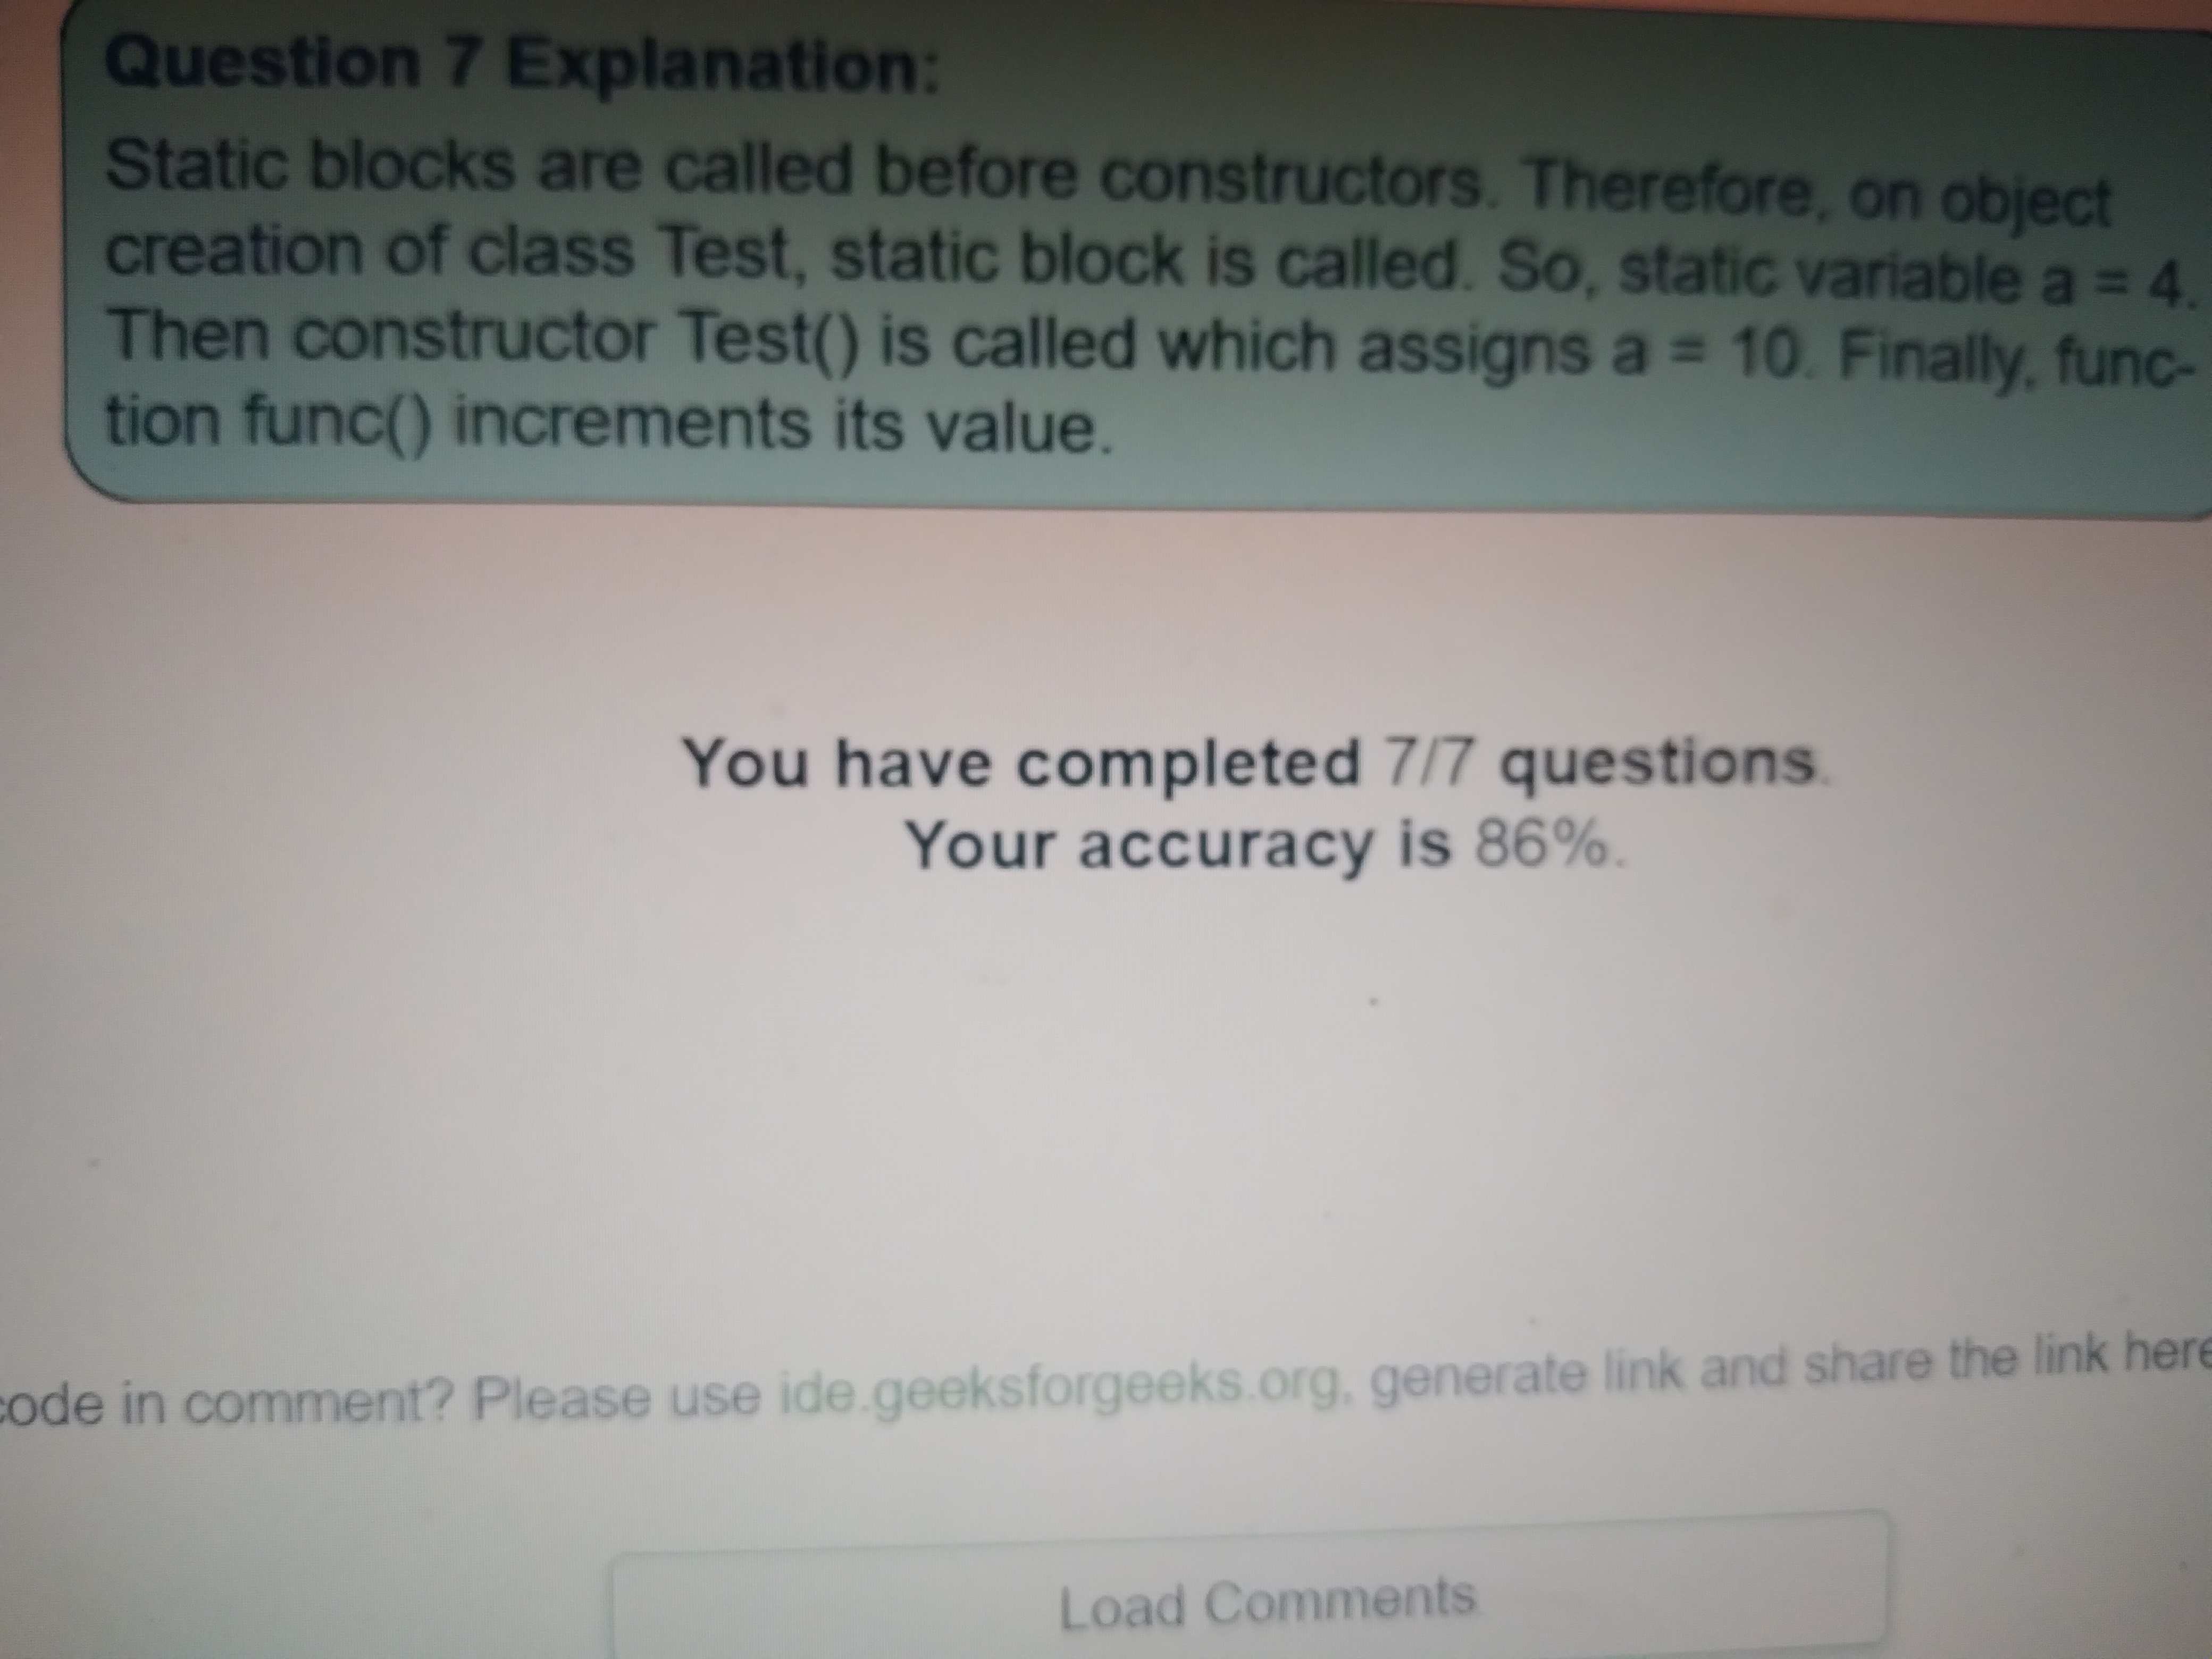 Question 7 Explanation:
Static blocks are called before constructors. Therefore, on object
creation of class Test, static block is called. So, static variable a = 4.
Then constructor Test() is called which assigns a = 10. Finally, func-
tion func() increments its value.
You have completed 7/7 questions.
Your accuracy is 86%.
code in comment? Please use ide.geeksforgeeks.org, generate link and share the link here
Load Comments